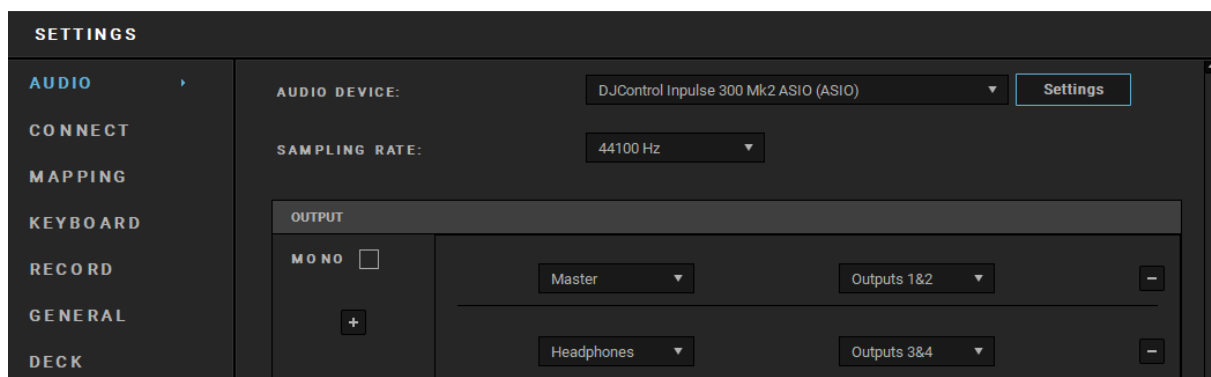 SETTINGS
AUDIO
CONNECT
MAPPING
KEYBOARD
RECORD
GENERAL
DECK
AUDIO DEVICE: DJControl Inpulse 300 Mk2 ASIO (ASIO) Settings
SAMPLING RATE: 44100 Hz
OUTPUT
MONO
+
Master Outputs 1&2 −
Headphones Outputs 3&4 −